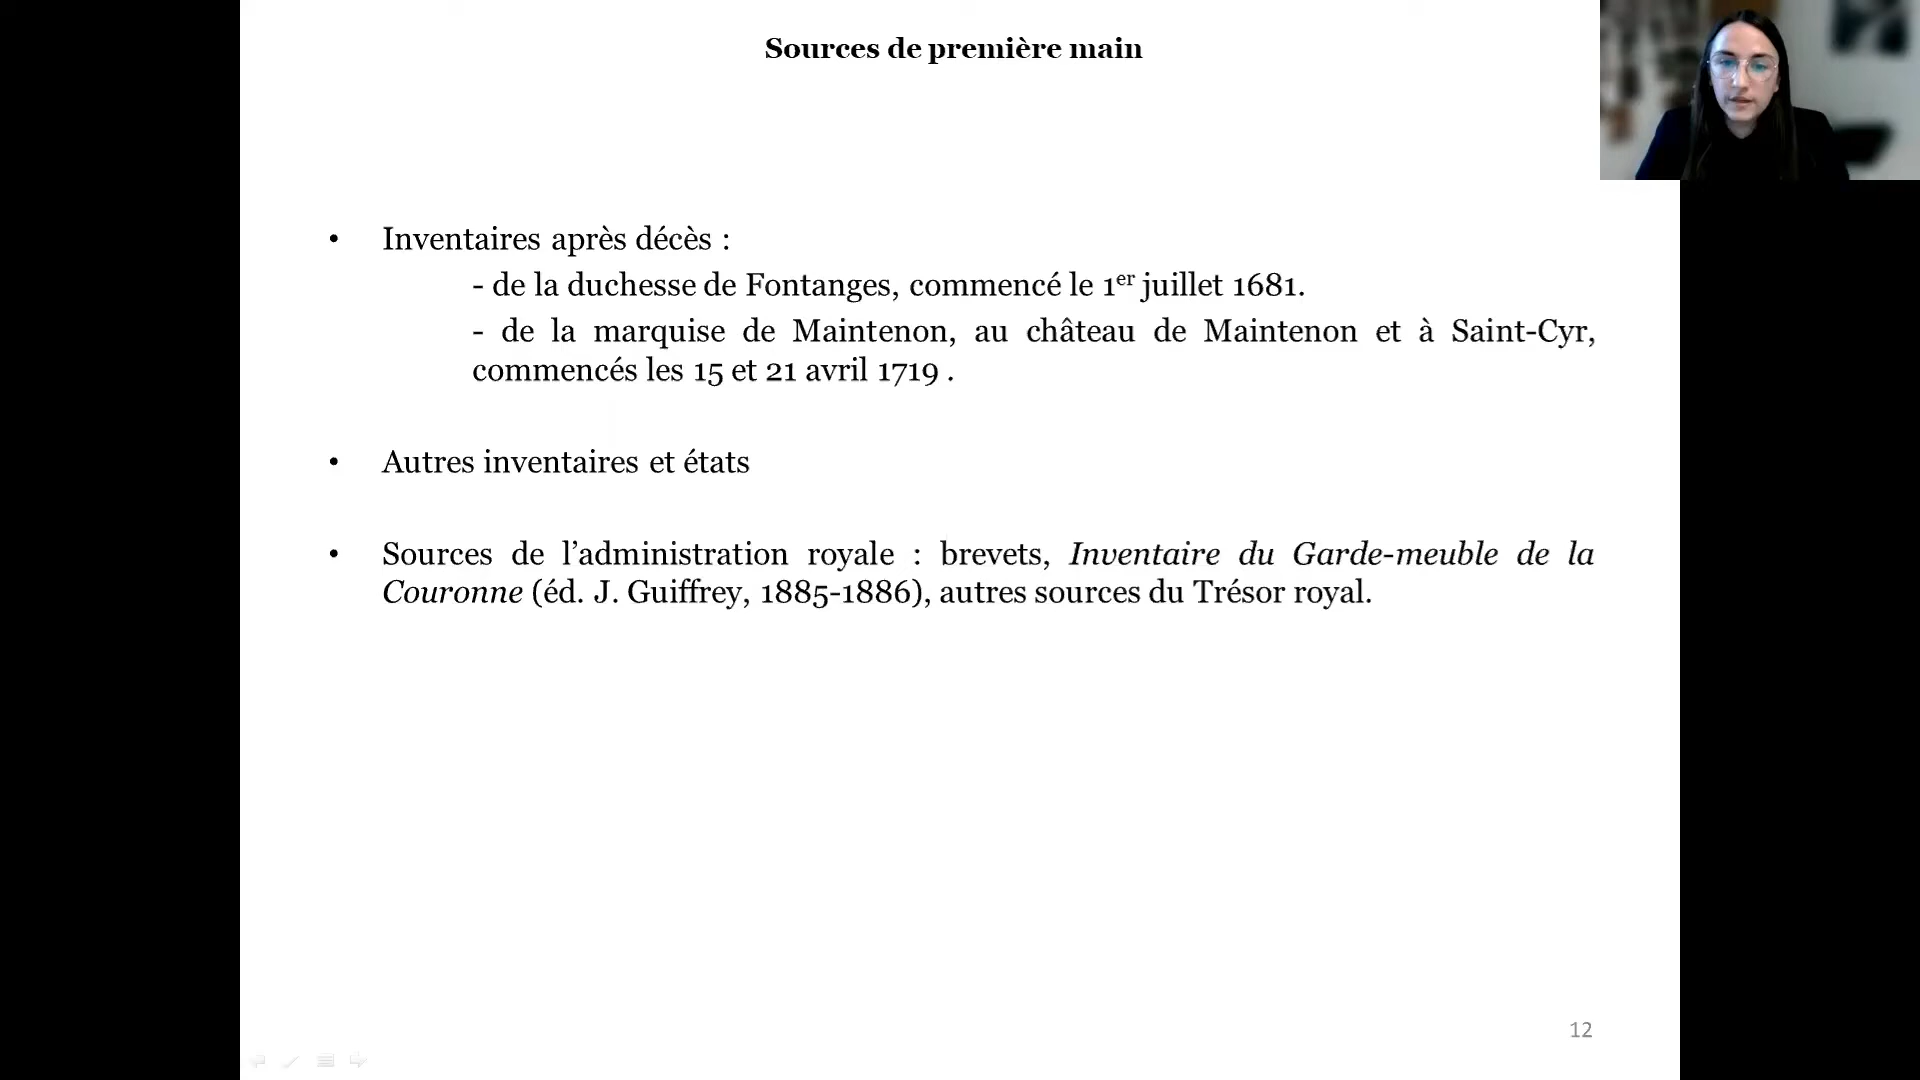 Sources de première main
• Inventaires après décès :
- de la duchesse de Fontanges, commencé le 1er juillet 1681.
- de la marquise de Maintenon, au château de Maintenon et à Saint-Cyr,
commencés les 15 et 21 avril 1719 .
• Autres inventaires et états
• Sources de l’administration royale : brevets, Inventaire du Garde-meuble de la
Couronne (éd. J. Guiffrey, 1885-1886), autres sources du Trésor royal.
12